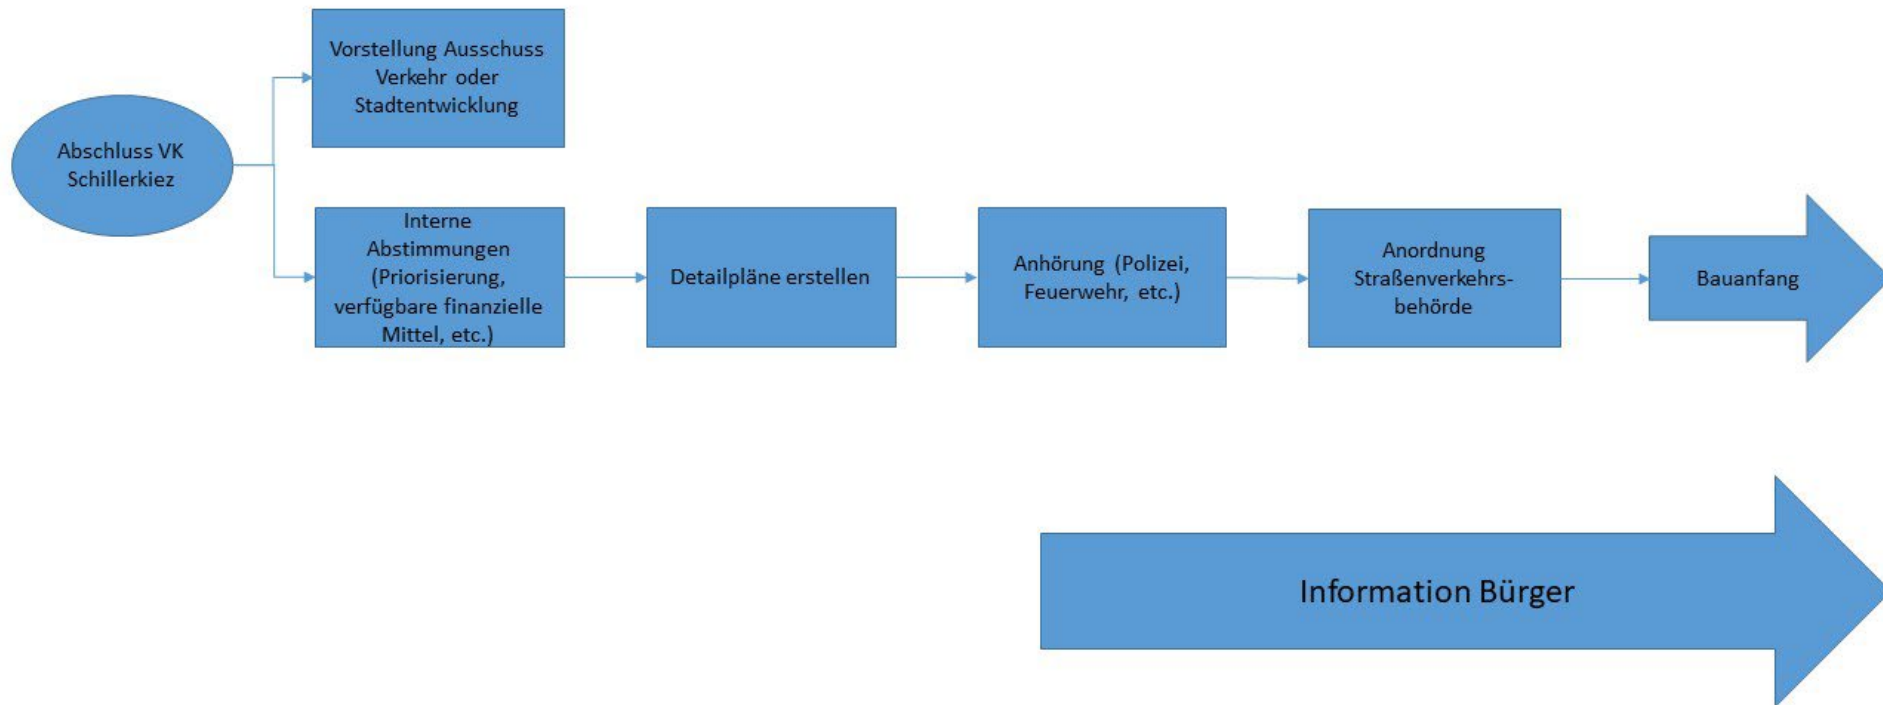 Vorstellung Ausschuss
Verkehr oder
Stadtentwicklung
Abschluss VK
Schillerkiez
Interne
Abstimmungen
(Priorisierung,
verfügbare finanzielle
Mittel, etc.)
Detailpläne erstellen
Anhörung (Polizei,
Feuerwehr, etc.)
Anordnung
Straßenverkehrs-
behörde
Bauanfang
Information Bürger